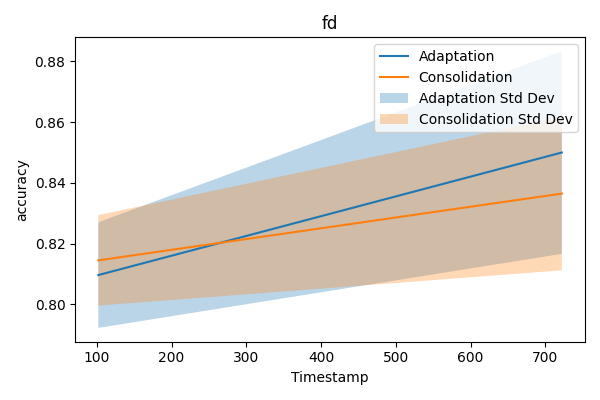 fd
Adaptation
Consolidation
Adaptation Std Dev
Consolidation Std Dev
accuracy
0.88
0.86
0.84
0.82
0.80
100 200 300 400 500 600 700
Timestamp